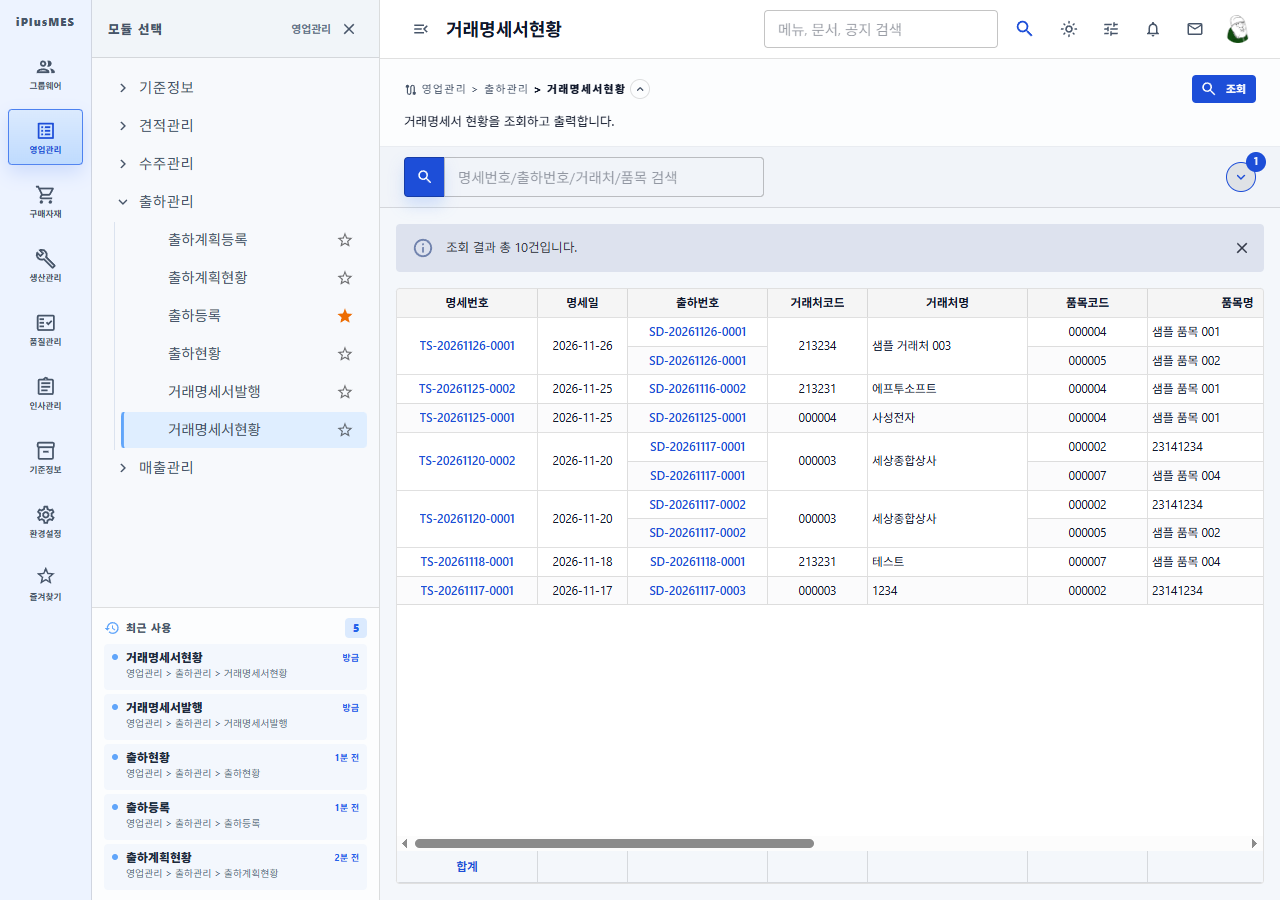 iPlusMES
그룹웨어
영업관리
구매자재
생산관리
품질관리
인사관리
기준정보
환경설정
즐겨찾기
모듈 선택
영업관리
기준정보
견적관리
수주관리
출하관리
출하계획등록
출하계획현황
출하등록
출하현황
거래명세서발행
거래명세서현황
매출관리
최근 사용 5
거래명세서현황 방금
영업관리 > 출하관리 > 거래명세서현황
거래명세서발행 방금
영업관리 > 출하관리 > 거래명세서발행
출하현황 1분 전
영업관리 > 출하관리 > 출하현황
출하등록 1분 전
영업관리 > 출하관리 > 출하등록
출하계획현황 2분 전
영업관리 > 출하관리 > 출하계획현황
거래명세서현황
메뉴, 문서, 공지 검색
영업관리 > 출하관리 > 거래명세서현황
조회
거래명세서 현황을 조회하고 출력합니다.
명세번호/출하번호/거래처/품목 검색
1
조회 결과 총 10건입니다.
명세번호 명세일 출하번호 거래처코드 거래처명 품목코드 품목명
TS-20261126-0001 2026-11-26 SD-20261126-0001 213234 샘플 거래처 003 000004 샘플 품목 001
SD-20261126-0001 000005 샘플 품목 002
TS-20261125-0002 2026-11-25 SD-20261116-0002 213231 에프투소프트 000004 샘플 품목 001
TS-20261125-0001 2026-11-25 SD-20261125-0001 000004 사성전자 000004 샘플 품목 001
TS-20261120-0002 2026-11-20 SD-20261117-0001 000003 세상종합상사 000002 23141234
SD-20261117-0001 000007 샘플 품목 004
TS-20261120-0001 2026-11-20 SD-20261117-0002 000003 세상종합상사 000002 23141234
SD-20261117-0002 000005 샘플 품목 002
TS-20261118-0001 2026-11-18 SD-20261118-0001 213231 테스트 000007 샘플 품목 004
TS-20261117-0001 2026-11-17 SD-20261117-0003 000003 1234 000002 23141234
합계